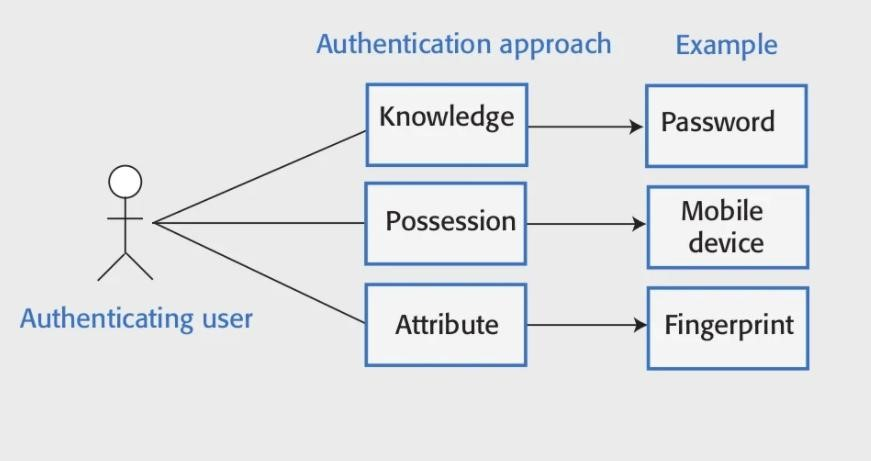 Authentication approach
Example
Knowledge
Password
Possession
Mobile
device
Attribute
Fingerprint
Authenticating user